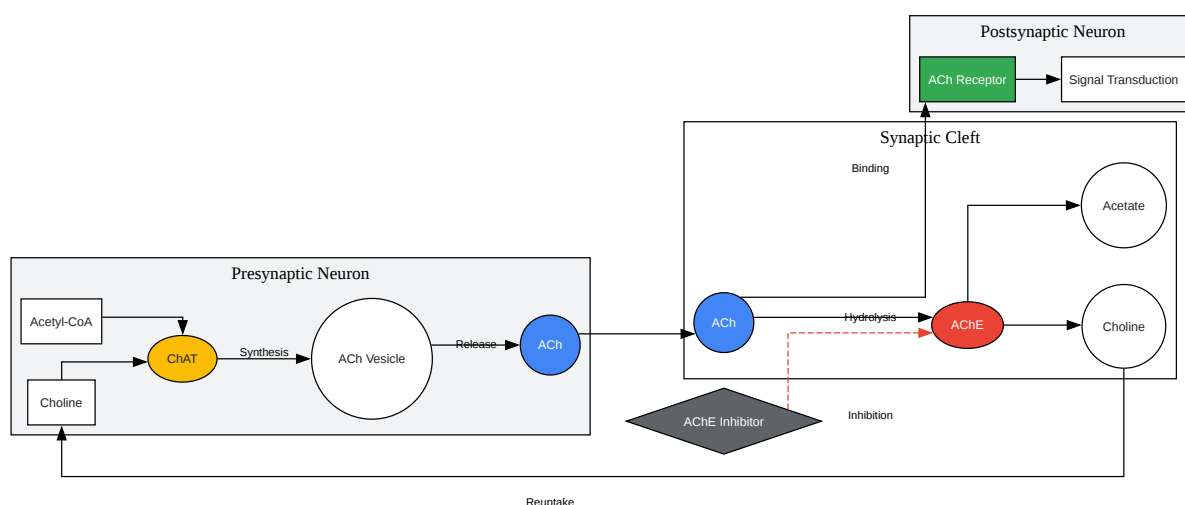 Postsynaptic Neuron
ACh Receptor
Signal Transduction
Synaptic Cleft
Binding
Acetate
Presynaptic Neuron
Acetyl-CoA
Choline
ChAT
Synthesis
ACh Vesicle
Release
ACh
ACh
Hydrolysis
AChE
Choline
AChE Inhibitor
Inhibition
Reuptake